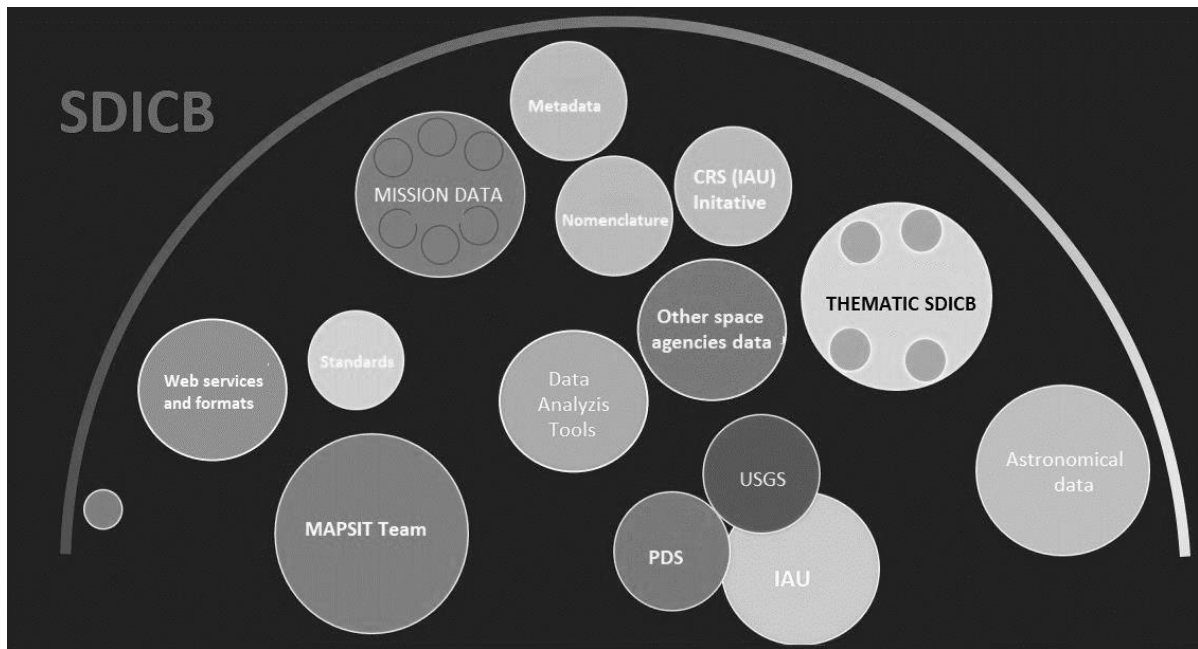 SDICB
Metadata
MISSION DATA
Nomenclature
CRS (IAU)
Initative
THEMATIC SDICB
Other space
agencies data
Web services
and formats
Standards
Data
Analyzis
Tools
Astronomical
data
USGS
MAPSIT Team
PDS
IAU